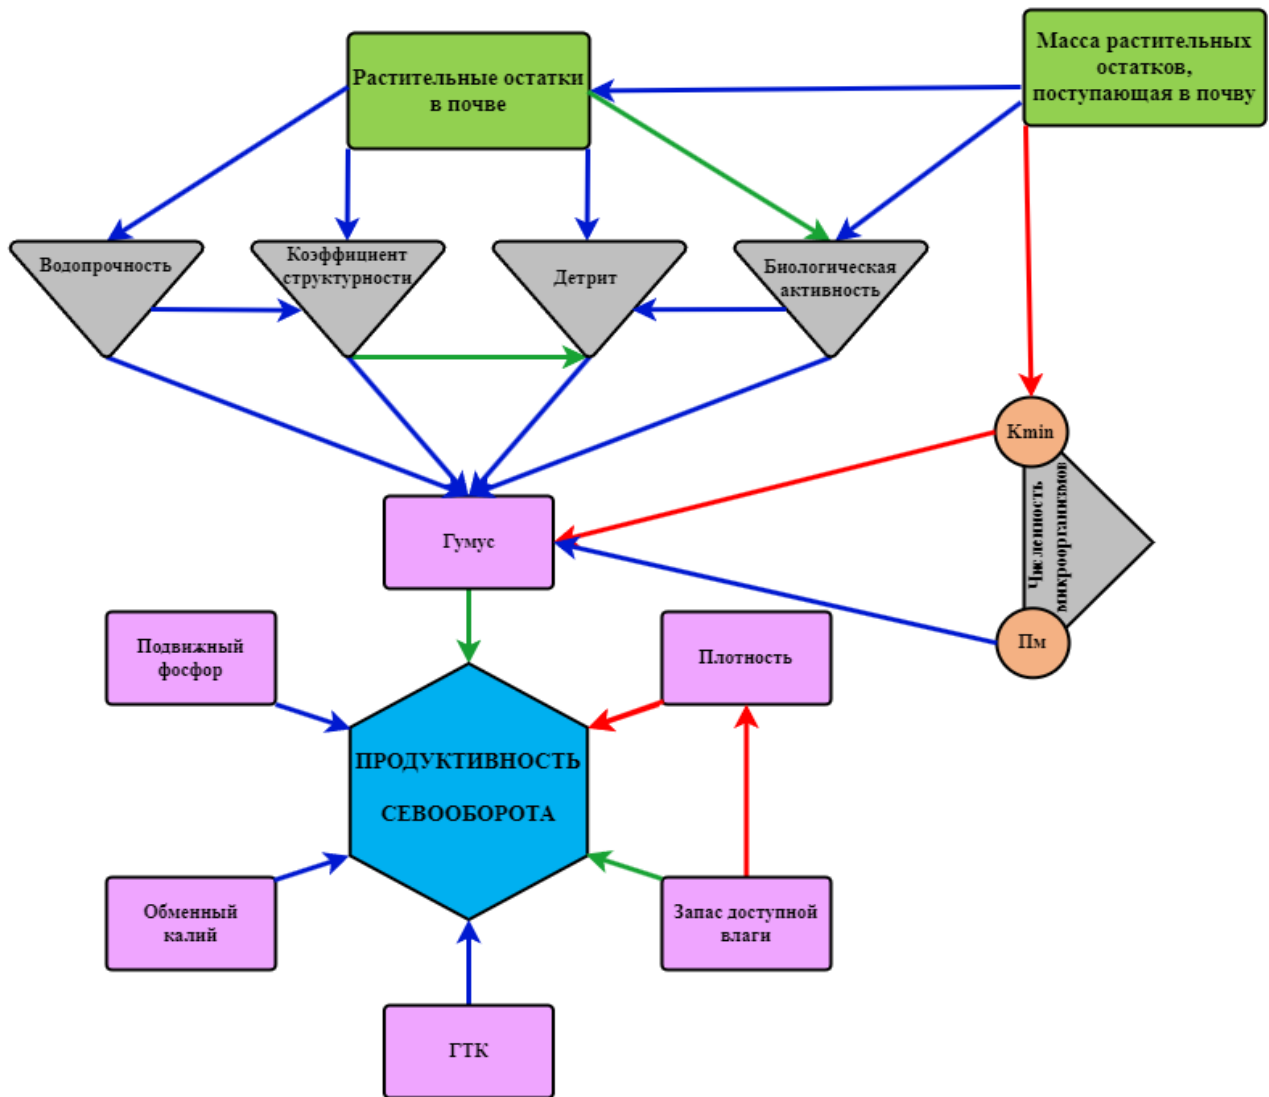 Масса растительных
остатков,
поступающая в почву
Растительные остатки
в почве
Водопрочность
Коэффициент
структурности
Детрит
Биологическая
активность
Kmin
Численность
микроорганизмов
Пм
Гумус
Подвижный
фосфор
Плотность
ПРОДУКТИВНОСТЬ
СЕВООБОРОТА
Обменный
калий
Запас доступной
влаги
ГТК